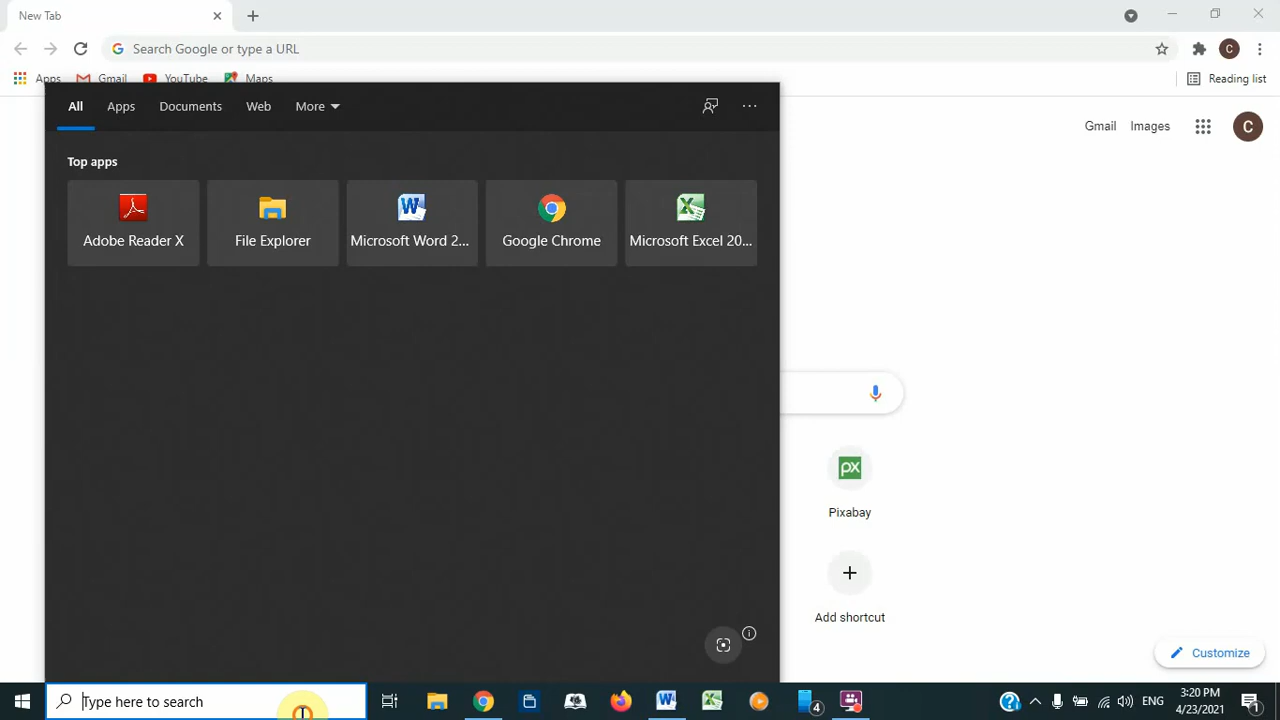 New Tab
Search Google or type a URL
Apps Gmail YouTube Maps Reading list
All Apps Documents Web More
Gmail Images C
Top apps
Adobe Reader X File Explorer Microsoft Word 2... Google Chrome Microsoft Excel 20...
px
Pixabay
Add shortcut
Customize
Type here to search
4
ENG
3:20 PM
4/23/2021
1